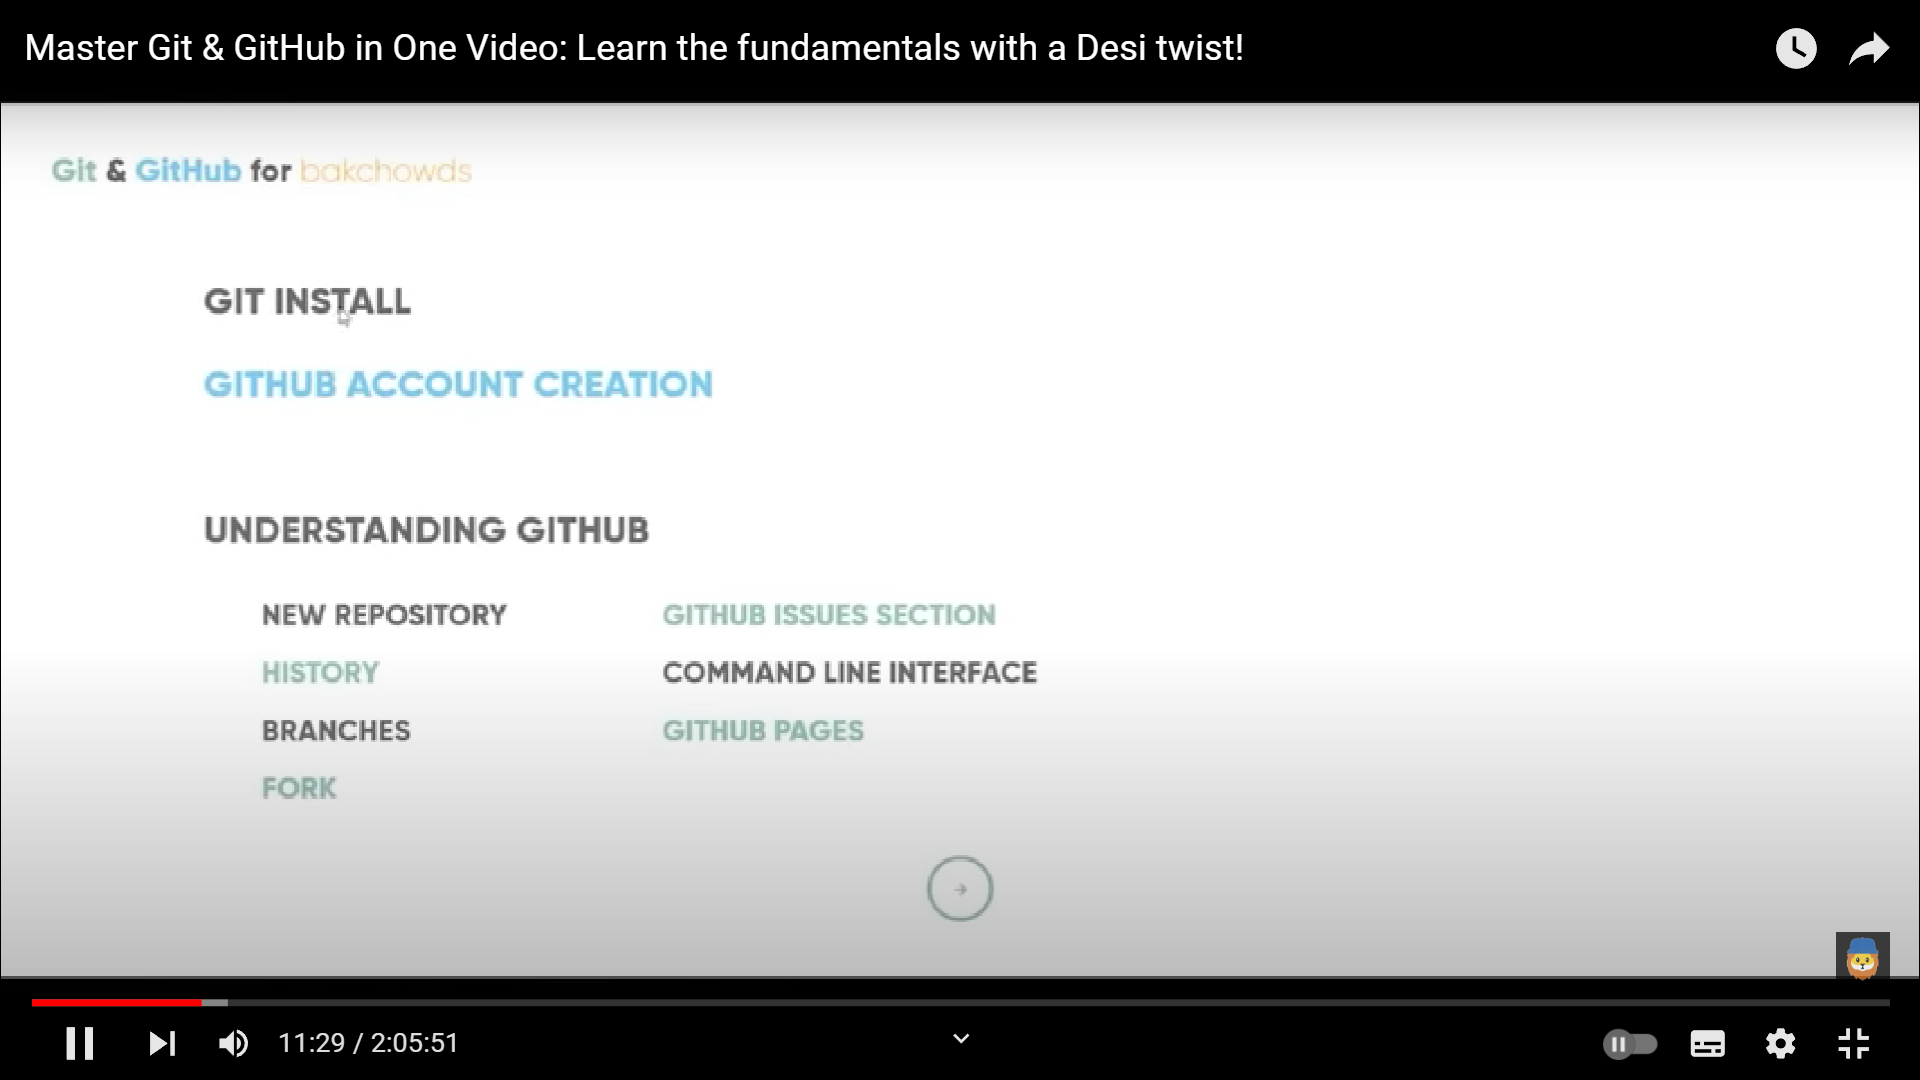 Master Git & GitHub in One Video: Learn the fundamentals with a Desi twist!
Git & GitHub for bakchowds
GIT INSTALL
GITHUB ACCOUNT CREATION
UNDERSTANDING GITHUB
NEW REPOSITORY
HISTORY
BRANCHES
FORK
GITHUB ISSUES SECTION
COMMAND LINE INTERFACE
GITHUB PAGES
11:29 / 2:05:51